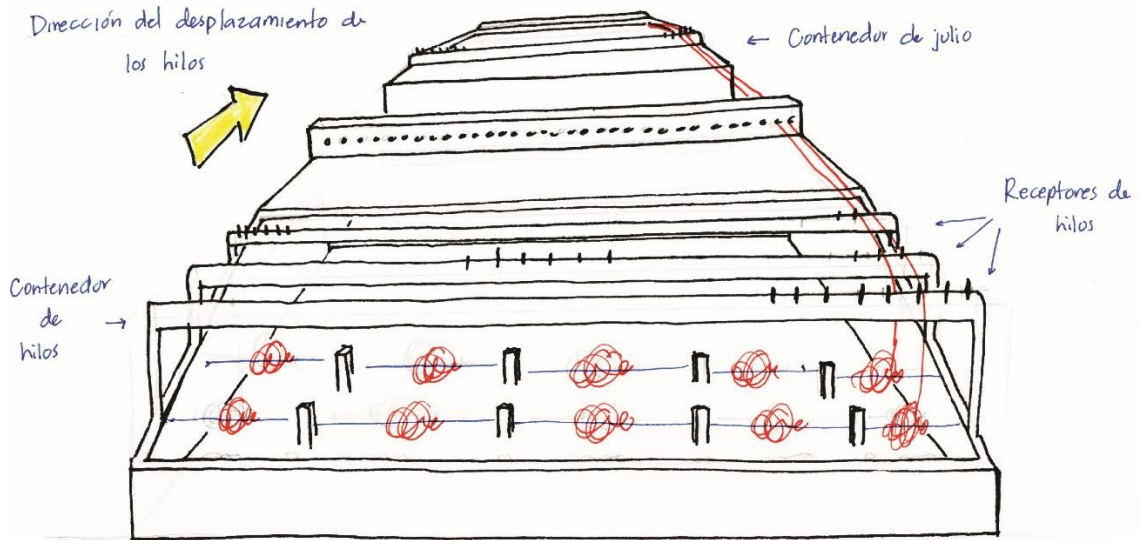 Dirección del desplazamiento de
los hilos
← Contenedor de julio
Receptores de
hilos
Contenedor
de
hilos